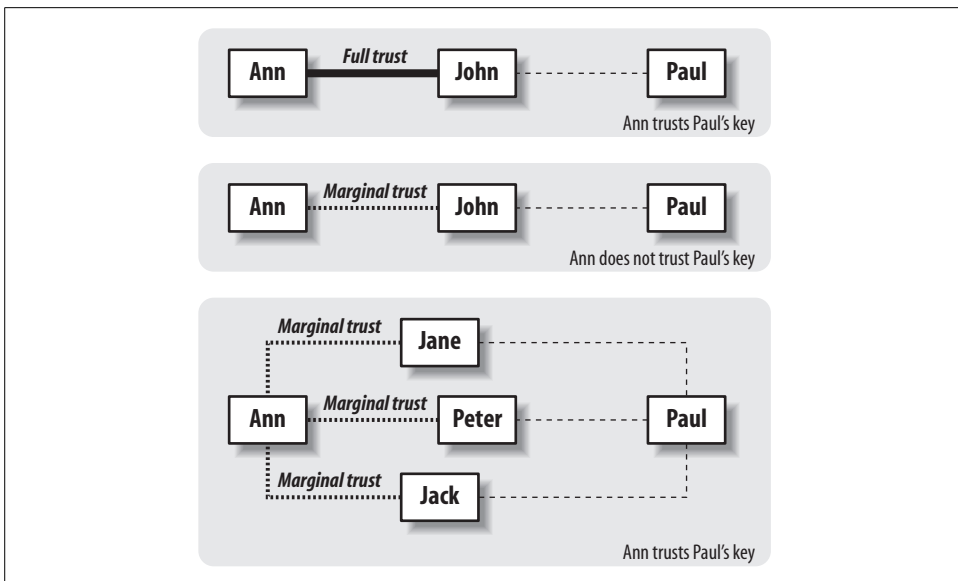 Full trust
Ann John Paul
Ann trusts Paul's key
Marginal trust
Ann John Paul
Ann does not trust Paul's key
Marginal trust
Jane
Marginal trust
Ann Peter Paul
Marginal trust
Jack
Ann trusts Paul's key